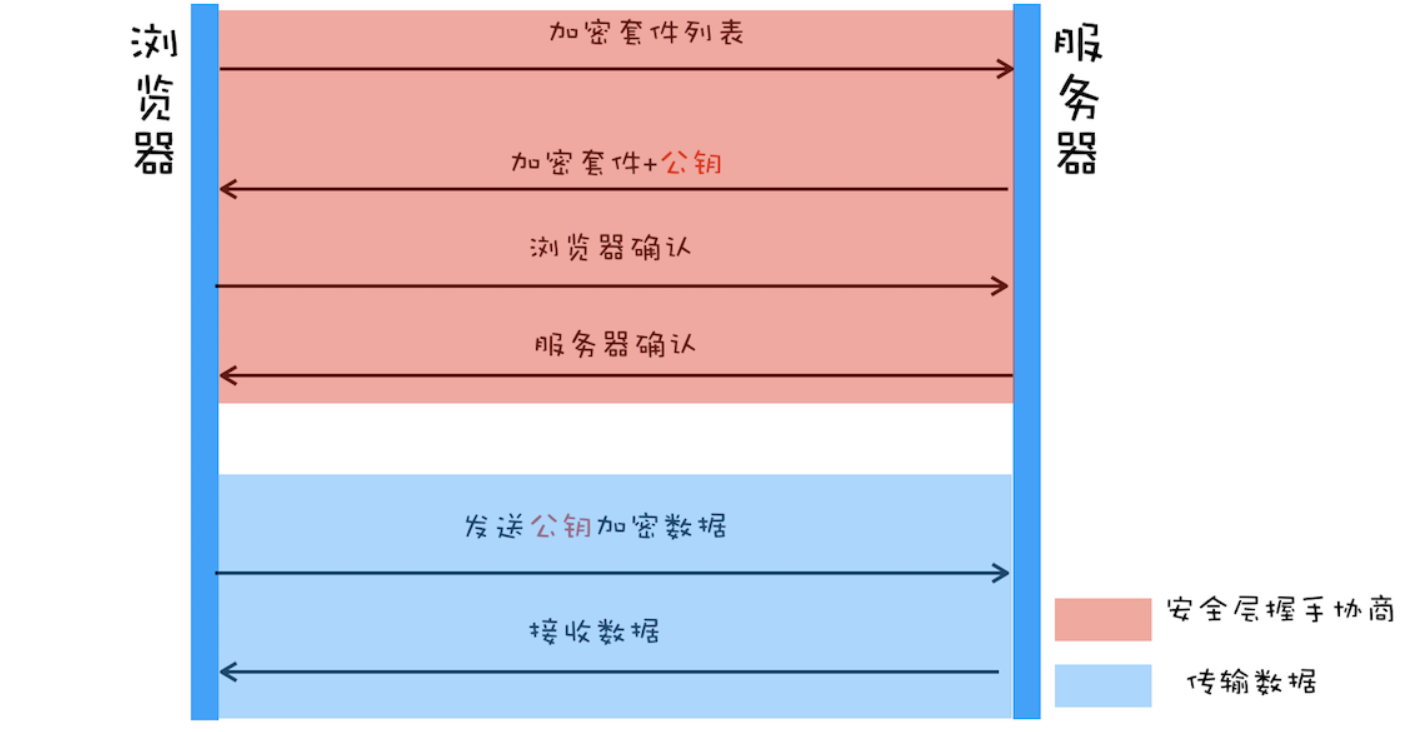 浏览器
服务器
加密套件列表
加密套件+公钥
浏览器确认
服务器确认
发送公钥加密数据
接收数据
安全层握手协商
传输数据